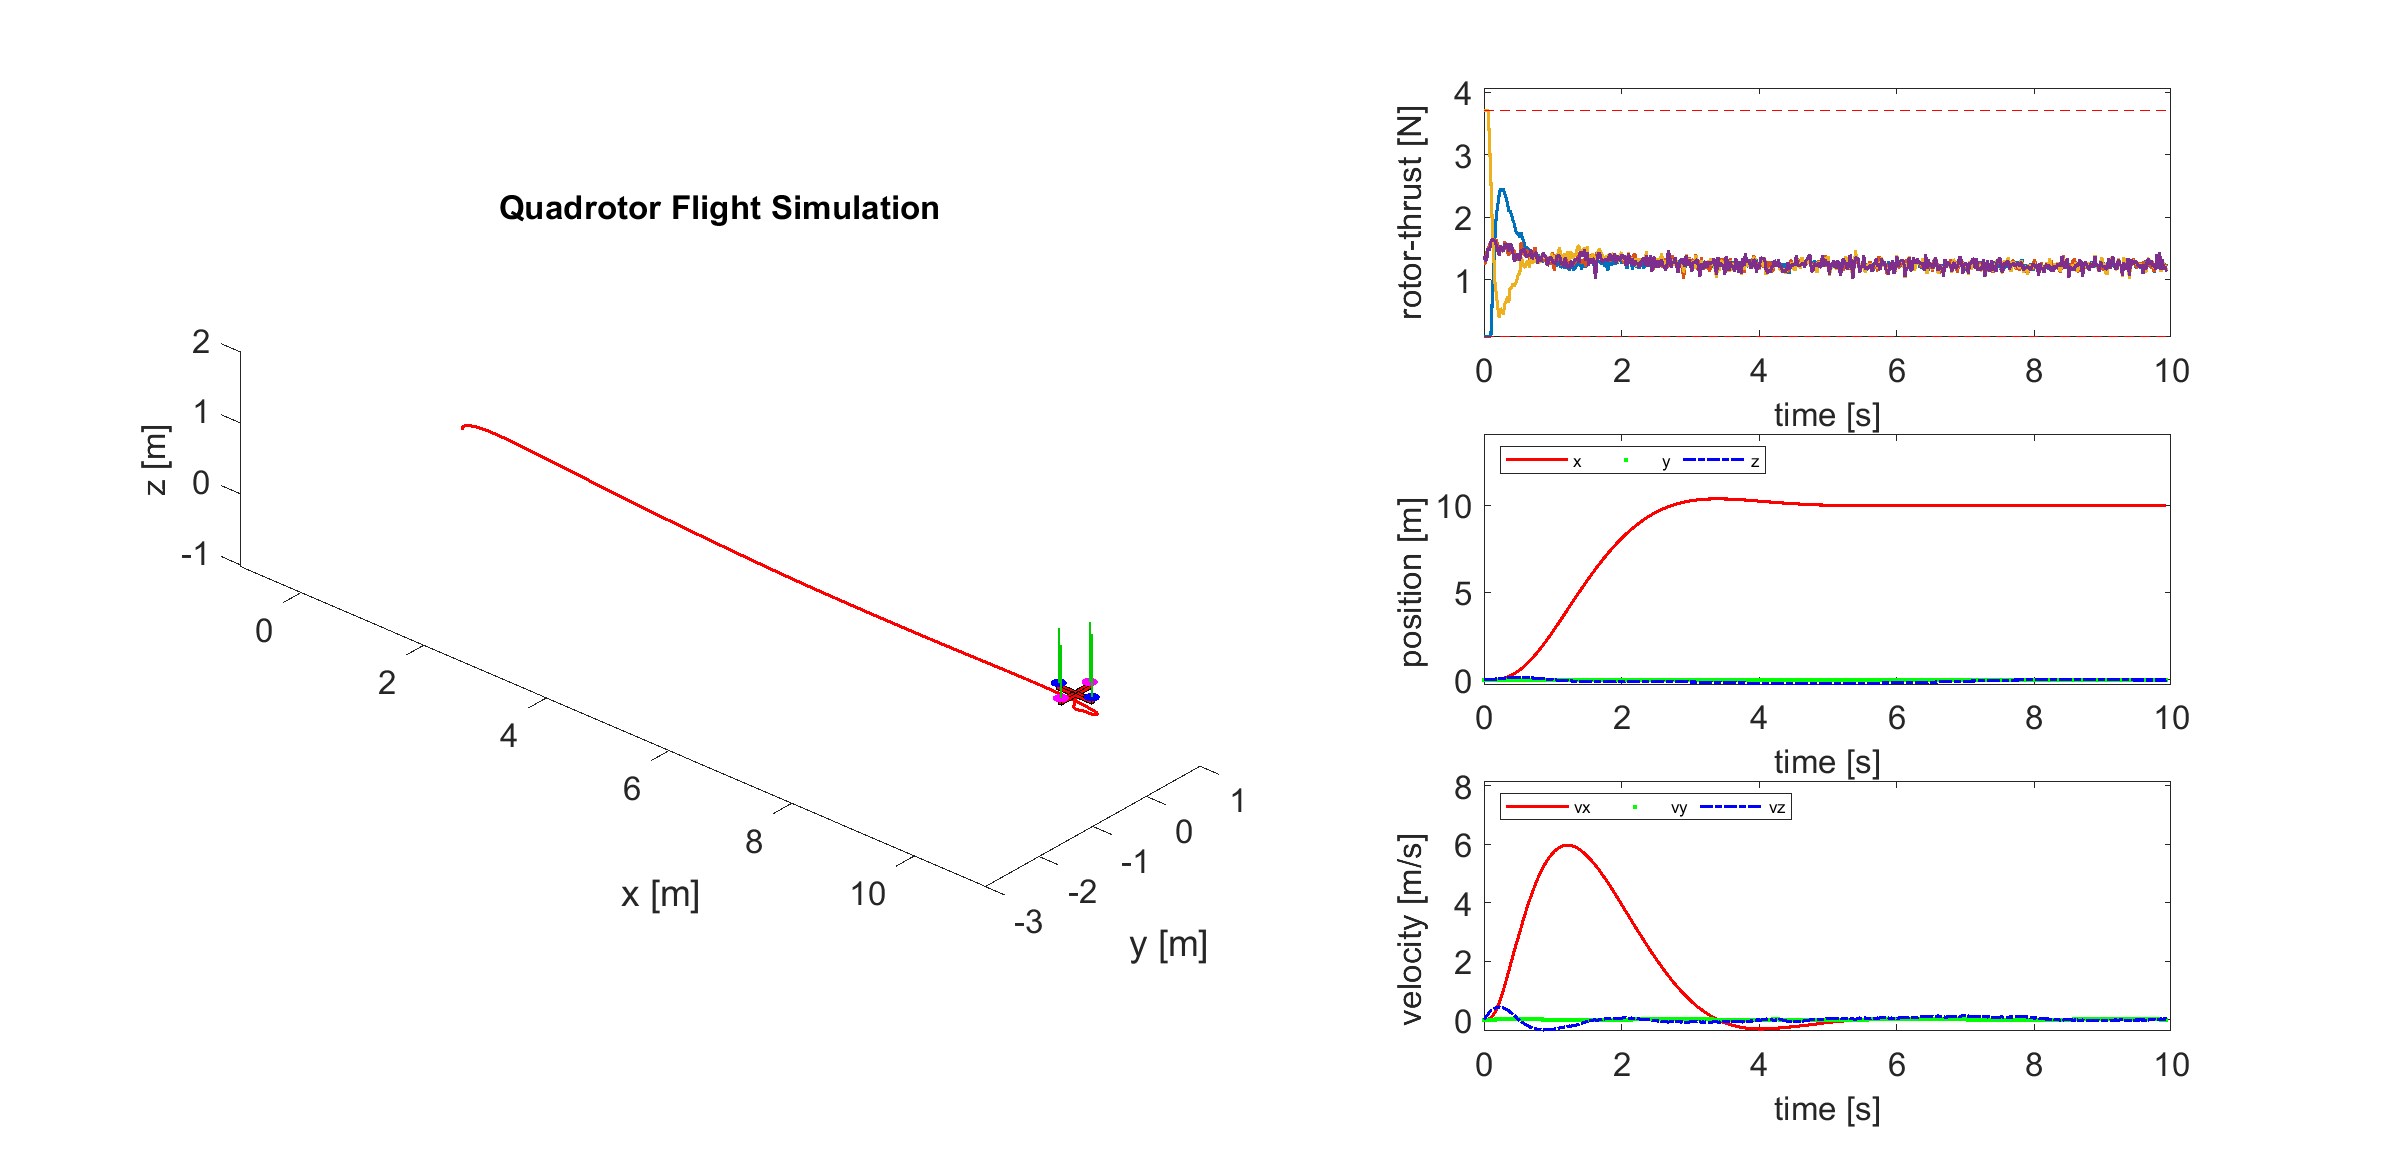 Quadrotor Flight Simulation
2
1
0
-1
z [m]
0
2
4
6
8
10
x [m]
1
0
-1
-2
-3
y [m]
4
3
2
1
rotor-thrust [N]
0 2 4 6 8 10
time [s]
x y z
10
5
0
position [m]
0 2 4 6 8 10
time [s]
vx vy vz
8
6
4
2
0
velocity [m/s]
0 2 4 6 8 10
time [s]